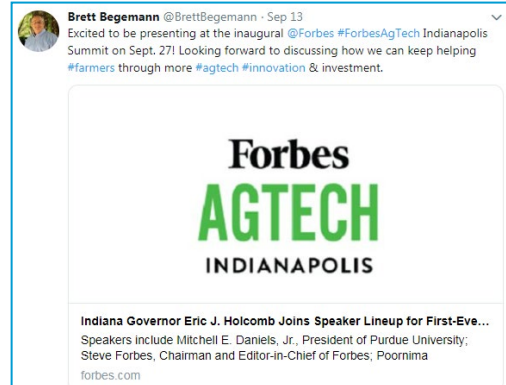 Brett Begemann @BrettBegemann · Sep 13
Excited to be presenting at the inaugural @Forbes #ForbesAgTech Indianapolis
Summit on Sept. 27! Looking forward to discussing how we can keep helping
#farmers through more #agtech #innovation & investment.
Forbes
AGTECH
INDIANAPOLIS
Indiana Governor Eric J. Holcomb Joins Speaker Lineup for First-Eve...
Speakers include Mitchell E. Daniels, Jr., President of Purdue University;
Steve Forbes, Chairman and Editor-in-Chief of Forbes; Poornima
forbes.com